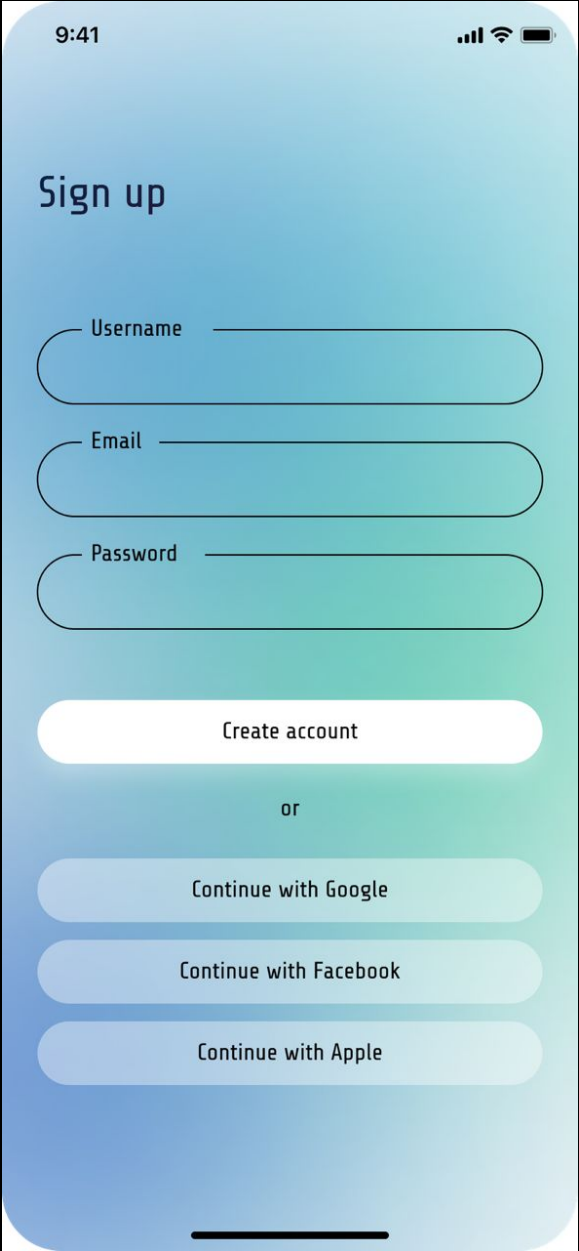 9:41
Sign up
Username
Email
Password
Create account
or
Continue with Google
Continue with Facebook
Continue with Apple